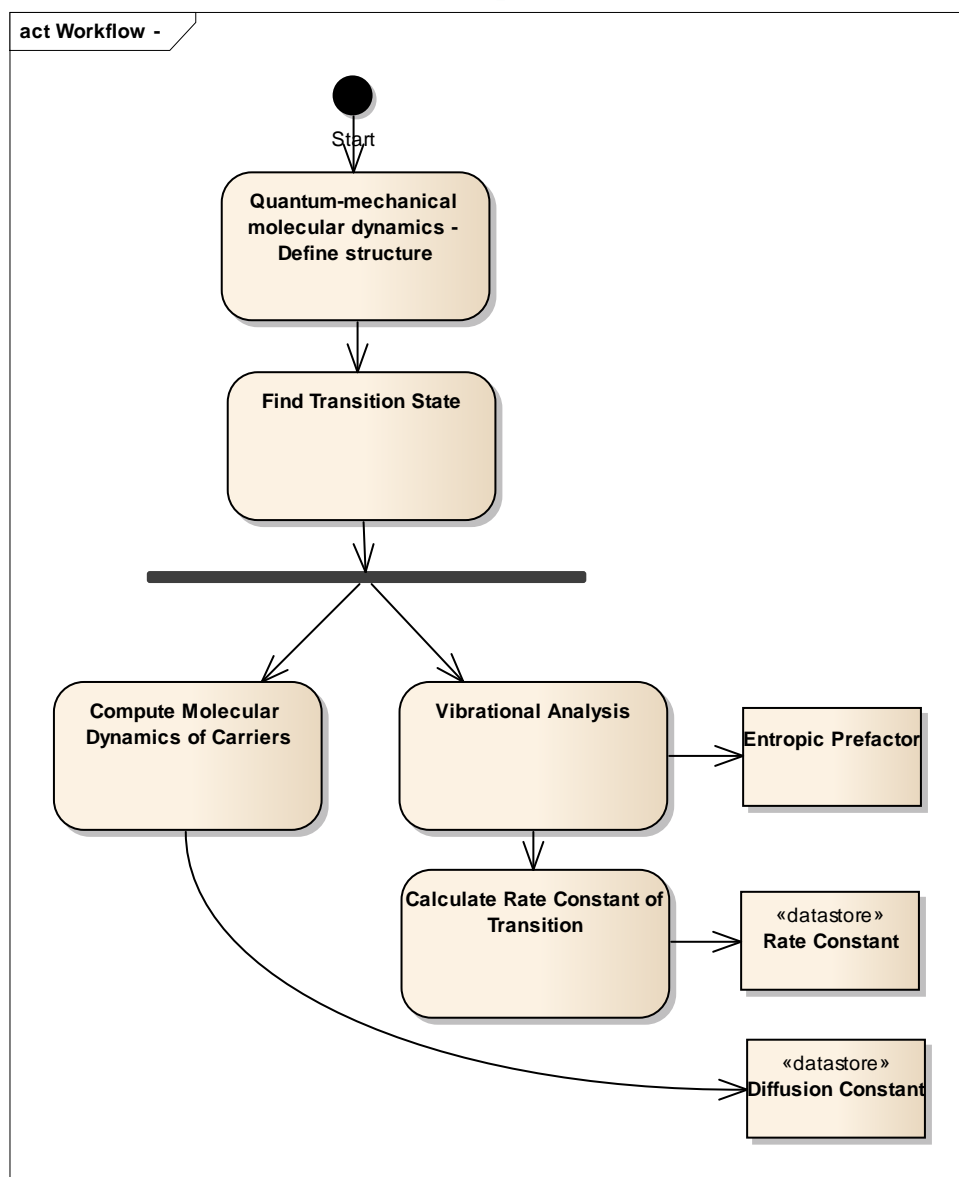 act Workflow -
Start
Quantum-mechanical
molecular dynamics -
Define structure
Find Transition State
Compute Molecular
Dynamics of Carriers
Vibrational Analysis
Entropic Prefactor
Calculate Rate Constant of
Transition
«datastore»
Rate Constant
«datastore»
Diffusion Constant